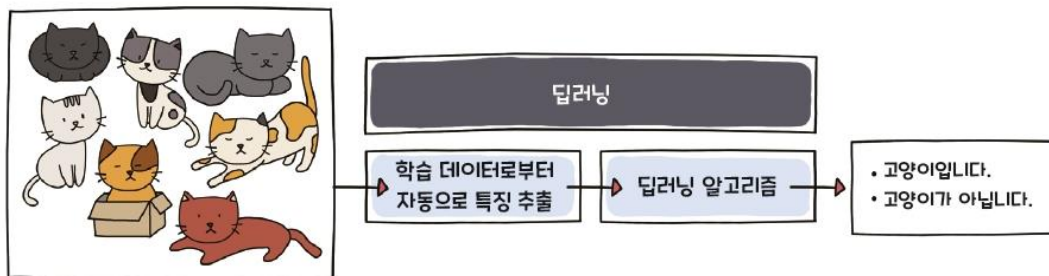 딥러닝
학습 데이터로부터
자동으로 특징 추출
딥러닝 알고리즘
• 고양이입니다.
• 고양이가 아닙니다.